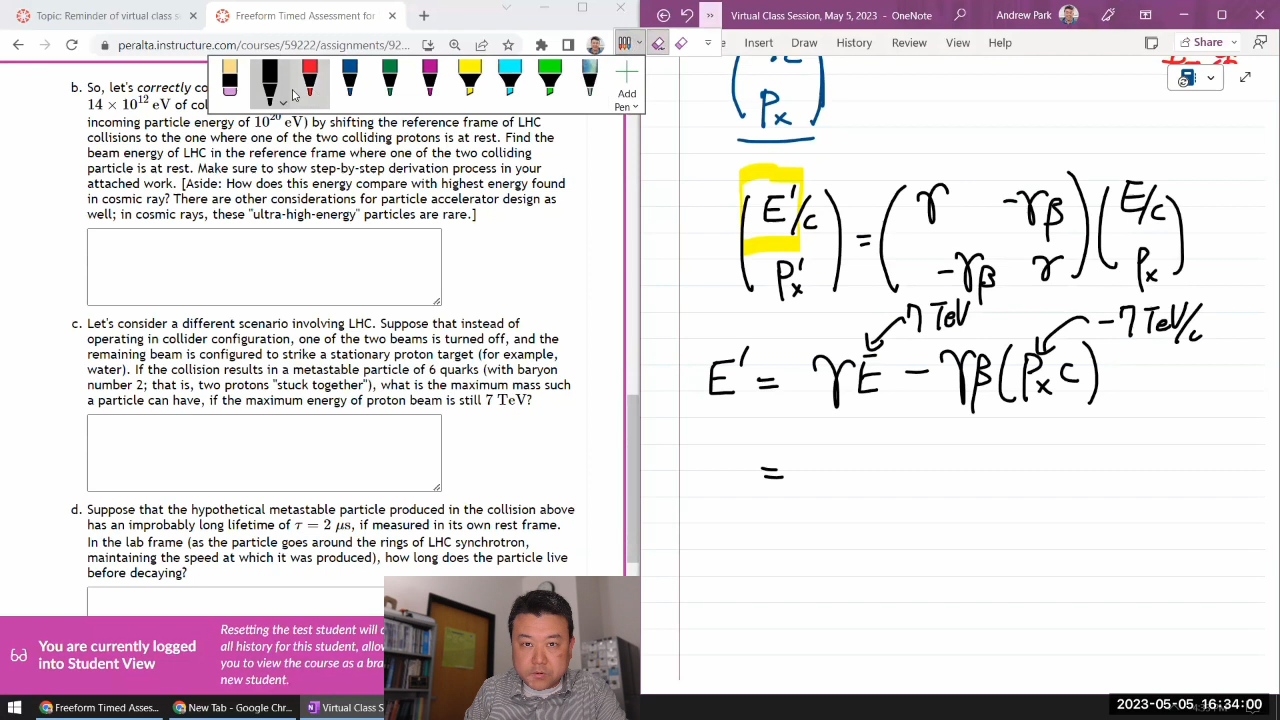 Topic: Reminder of virtual class s
Freeform Timed Assessment for
peralta.instructure.com/courses/59222/assignments/92...
Add
Pen
b. So, let's correctly co
14 × 10¹² eV of col
incoming particle energy of 10²⁰ eV) by shifting the reference frame of LHC
collisions to the one where one of the two colliding protons is at rest. Find the
beam energy of LHC in the reference frame where one of the two colliding
particle is at rest. Make sure to show step-by-step derivation process in your
attached work. [Aside: How does this energy compare with highest energy found
in cosmic ray? There are other considerations for particle accelerator design as
well; in cosmic rays, these "ultra-high-energy" particles are rare.]
c. Let's consider a different scenario involving LHC. Suppose that instead of
operating in collider configuration, one of the two beams is turned off, and the
remaining beam is configured to strike a stationary proton target (for example,
water). If the collision results in a metastable particle of 6 quarks (with baryon
number 2; that is, two protons "stuck together"), what is the maximum mass such
a particle can have, if the maximum energy of proton beam is still 7 TeV?
d. Suppose that the hypothetical metastable particle produced in the collision above
has an improbably long lifetime of τ = 2 μs, if measured in its own rest frame.
In the lab frame (as the particle goes around the rings of LHC synchrotron,
maintaining the speed at which it was produced), how long does the particle live
before decaying?
You are currently logged
into Student View
Resetting the test student will c
all history for this student, allo
you to view the course as a bra
new student.
Freeform Timed Asses...
New Tab - Google Chr...
Virtual Class Session, May 5, 2023 - OneNote
Andrew Park
Insert Draw History Review View Help Share
pₓ
(E'/c pₓ') = (γ -γβ -γβ γ) (E/c pₓ)
7 TeV
-7 TeV/c
E' = γE - γβ(pₓc)
=
2023-05-05 16:34:00